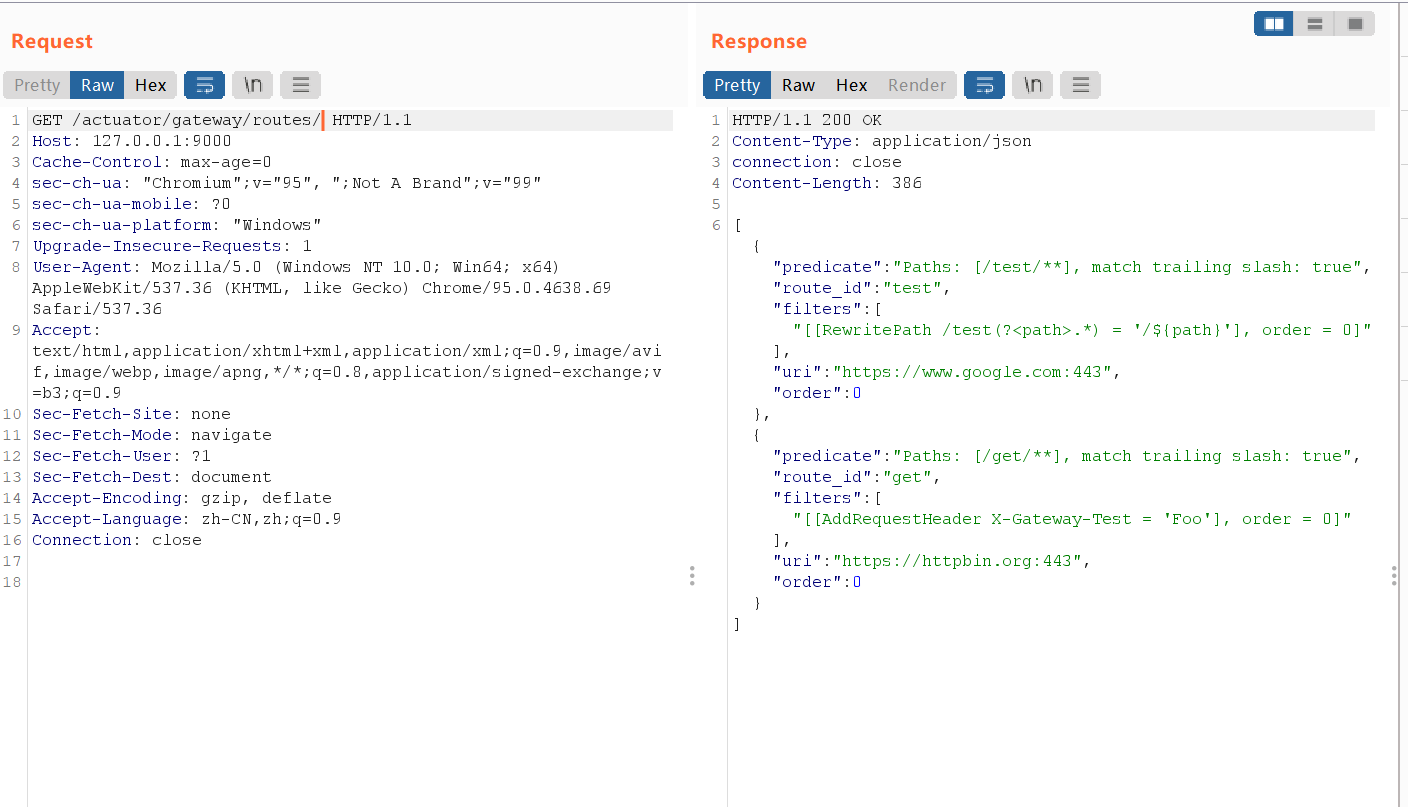 Request
Pretty Raw Hex \n
1 GET /actuator/gateway/routes/ HTTP/1.1
2 Host: 127.0.0.1:9000
3 Cache-Control: max-age=0
4 sec-ch-ua: "Chromium";v="95", ";Not A Brand";v="99"
5 sec-ch-ua-mobile: ?0
6 sec-ch-ua-platform: "Windows"
7 Upgrade-Insecure-Requests: 1
8 User-Agent: Mozilla/5.0 (Windows NT 10.0; Win64; x64)
AppleWebKit/537.36 (KHTML, like Gecko) Chrome/95.0.4638.69
Safari/537.36
9 Accept:
text/html,application/xhtml+xml,application/xml;q=0.9,image/avi
f,image/webp,image/apng,*/*;q=0.8,application/signed-exchange;v
=b3;q=0.9
10 Sec-Fetch-Site: none
11 Sec-Fetch-Mode: navigate
12 Sec-Fetch-User: ?1
13 Sec-Fetch-Dest: document
14 Accept-Encoding: gzip, deflate
15 Accept-Language: zh-CN,zh;q=0.9
16 Connection: close
17
18
Response
Pretty Raw Hex Render \n
1 HTTP/1.1 200 OK
2 Content-Type: application/json
3 connection: close
4 Content-Length: 386
5
6 [
{
"predicate":"Paths: [/test/**], match trailing slash: true",
"route_id":"test",
"filters":[
"[[RewritePath /test(?<path>.*) = '/${path}'], order = 0]"
],
"uri":"https://www.google.com:443",
"order":0
},
{
"predicate":"Paths: [/get/**], match trailing slash: true",
"route_id":"get",
"filters":[
"[[AddRequestHeader X-Gateway-Test = 'Foo'], order = 0]"
],
"uri":"https://httpbin.org:443",
"order":0
}
]